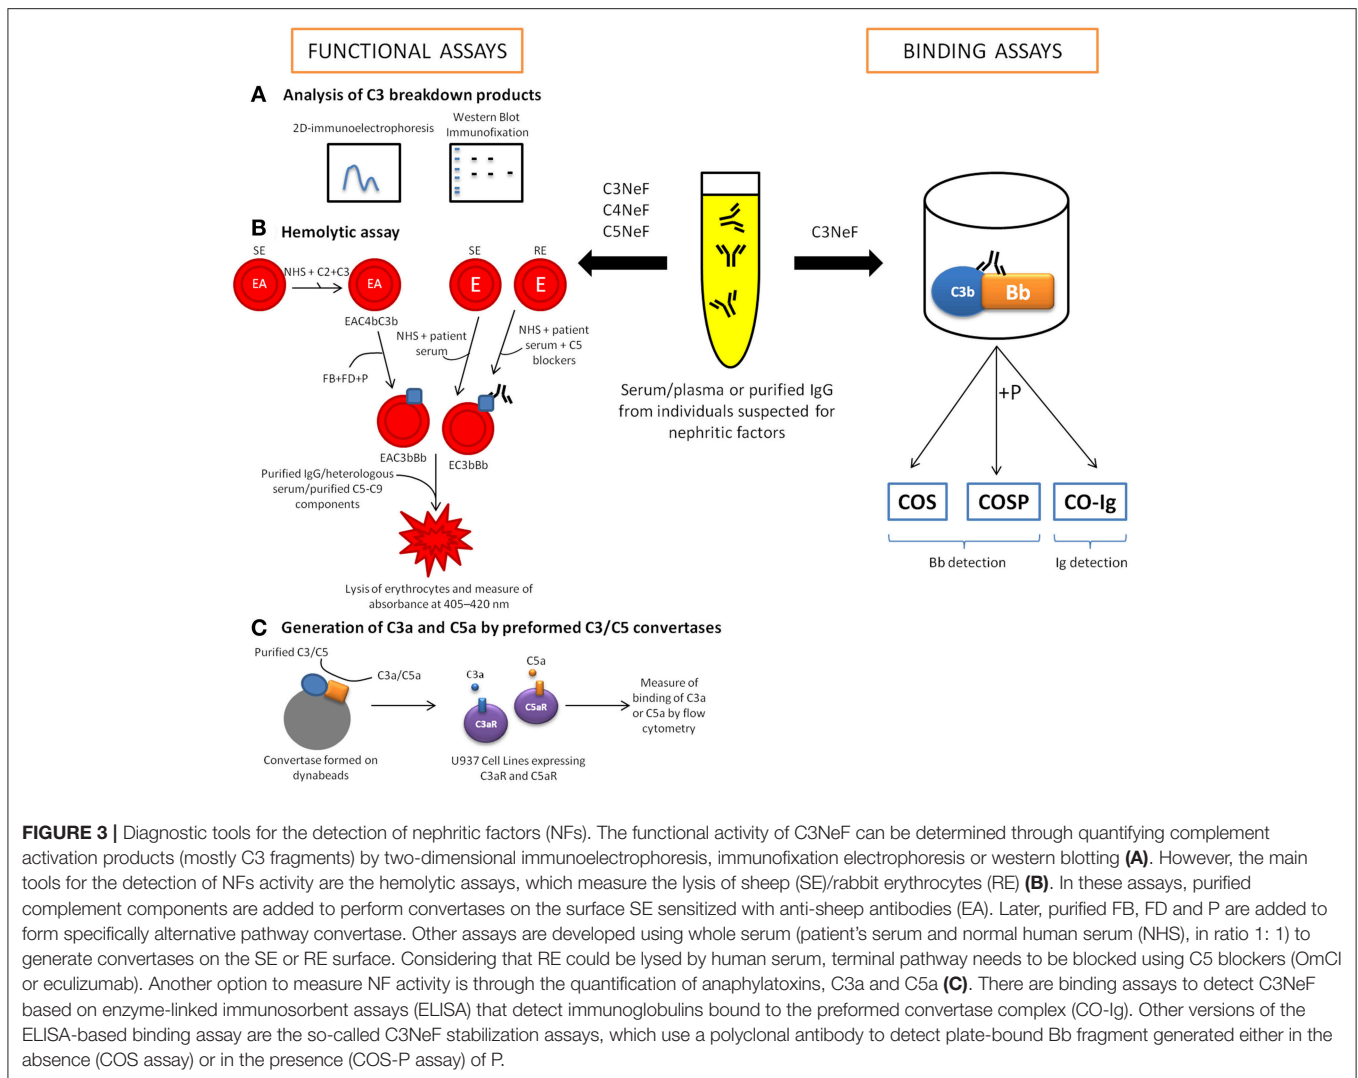 FUNCTIONAL ASSAYS
BINDING ASSAYS
A Analysis of C3 breakdown products
2D-immunoelectrophoresis
Western Blot
Immunofixation
B Hemolytic assay
SE
EA
NHS + C2+C3
EA
EAC4bC3b
SE
E
RE
E
FB+FD+P
NHS + patient
serum
NHS + patient
serum + C5
blockers
EAC3bBb
EC3bBb
Purified IgG/heterologous
serum/purified C5-C9
components
Lysis of erythrocytes and measure of
absorbance at 405–420 nm
C Generation of C3a and C5a by preformed C3/C5 convertases
Purified C3/C5
C3a/C5a
Convertase formed on
dynabeads
C3a
C3aR
C5a
C5aR
U937 Cell Lines expressing
C3aR and C5aR
Measure of
binding of C3a
or C5a by flow
cytometry
C3NeF
C4NeF
C5NeF
C3NeF
Serum/plasma or purified IgG
from individuals suspected for
nephritic factors
C3b
Bb
+P
COS
COSP
CO-Ig
Bb detection
Ig detection
FIGURE 3 | Diagnostic tools for the detection of nephritic factors (NFs). The functional activity of C3NeF can be determined through quantifying complement
activation products (mostly C3 fragments) by two-dimensional immunoelectrophoresis, immunofixation electrophoresis or western blotting (A). However, the main
tools for the detection of NFs activity are the hemolytic assays, which measure the lysis of sheep (SE)/rabbit erythrocytes (RE) (B). In these assays, purified
complement components are added to perform convertases on the surface SE sensitized with anti-sheep antibodies (EA). Later, purified FB, FD and P are added to
form specifically alternative pathway convertase. Other assays are developed using whole serum (patient's serum and normal human serum (NHS), in ratio 1: 1) to
generate convertases on the SE or RE surface. Considering that RE could be lysed by human serum, terminal pathway needs to be blocked using C5 blockers (OmCI
or eculizumab). Another option to measure NF activity is through the quantification of anaphylatoxins, C3a and C5a (C). There are binding assays to detect C3NeF
based on enzyme-linked immunosorbent assays (ELISA) that detect immunoglobulins bound to the preformed convertase complex (CO-Ig). Other versions of the
ELISA-based binding assay are the so-called C3NeF stabilization assays, which use a polyclonal antibody to detect plate-bound Bb fragment generated either in the
absence (COS assay) or in the presence (COS-P assay) of P.